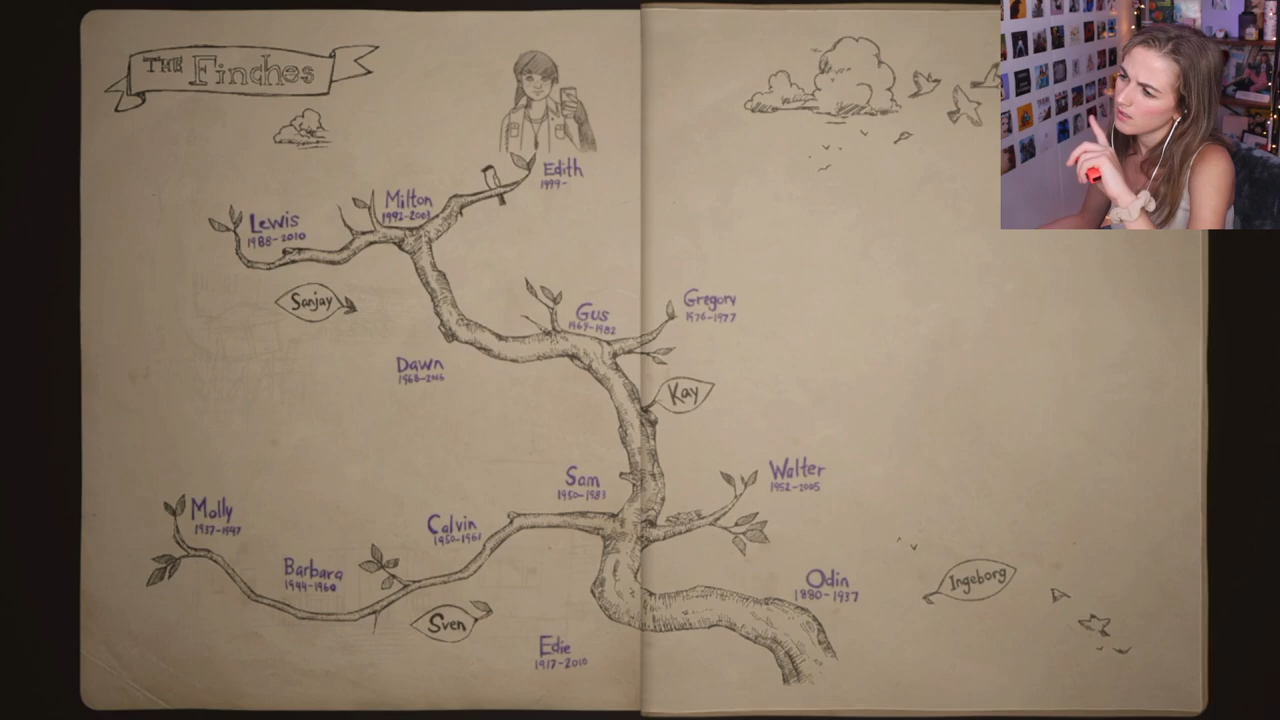 THE Finches
Edith
1999-
Milton
1992-2003
Lewis
1988-2010
Sanjay
Gregory
1976-1977
Gus
1969-1982
Dawn
1968-2016
Kay
Sam
1950-1983
Walter
1952-2005
Molly
1937-1947
Calvin
1950-1961
Barbara
1944-1960
Odin
1880-1937
Ingeborg
Sven
Edie
1917-2010